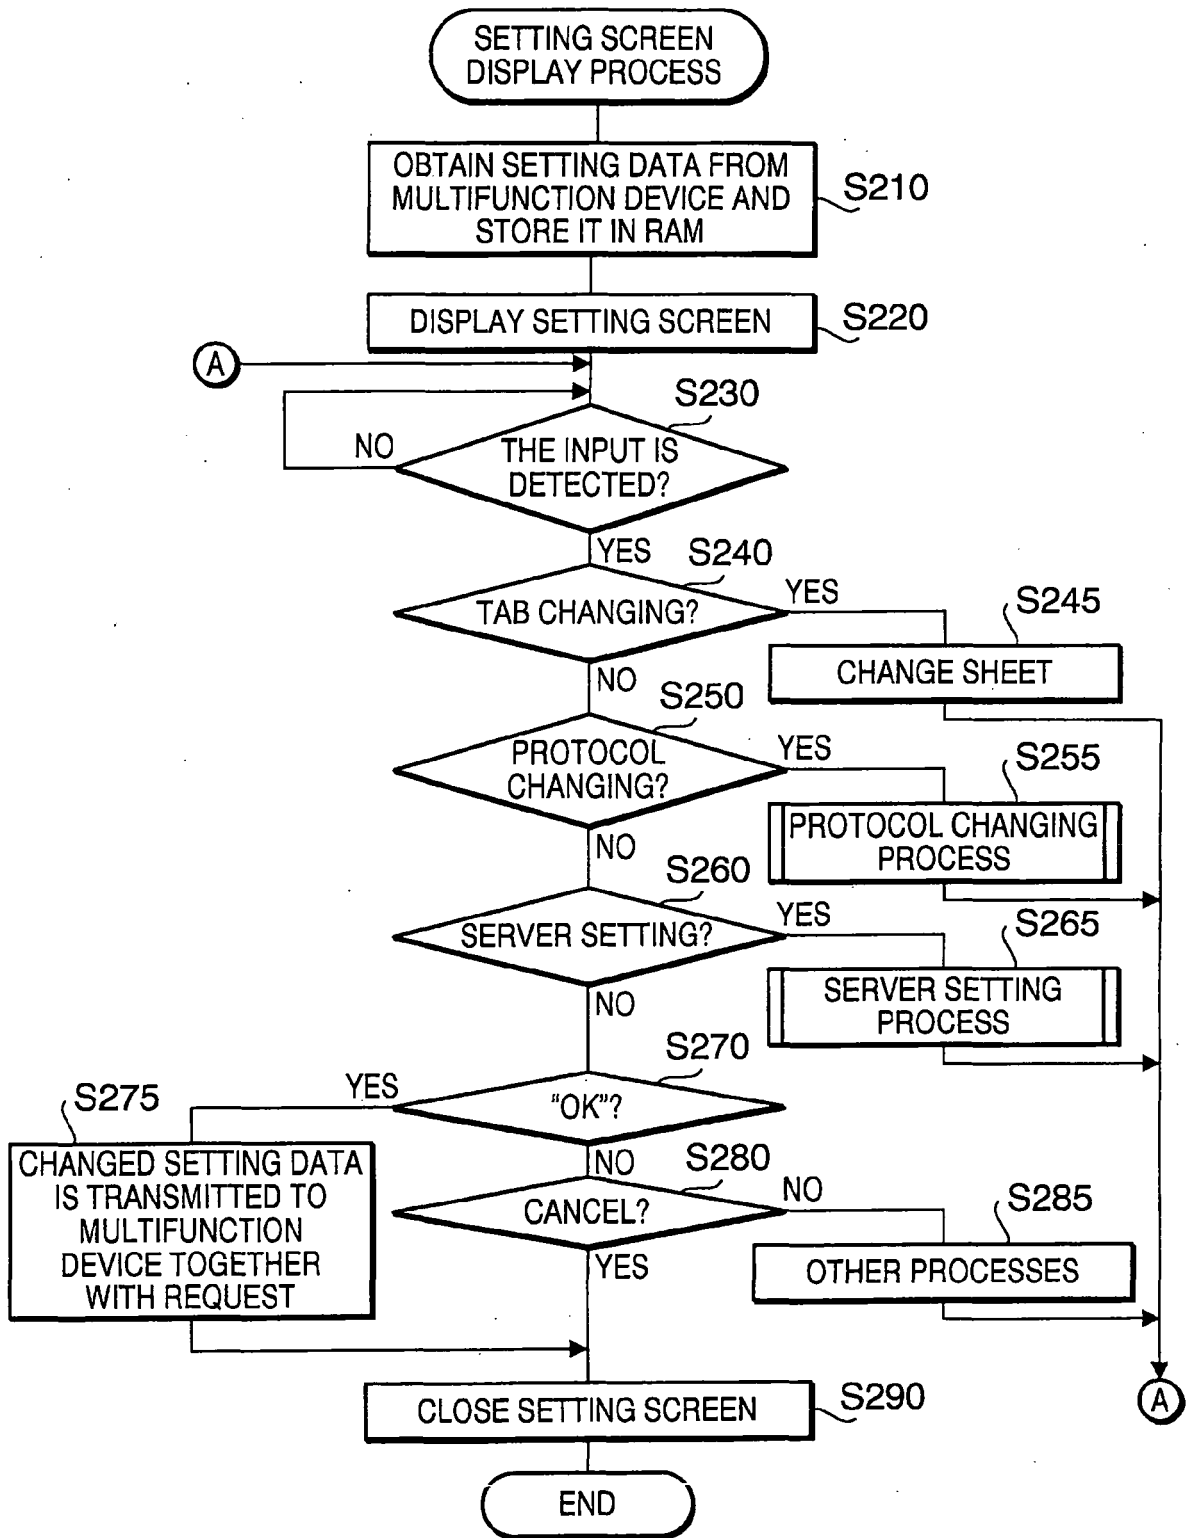 SETTING SCREEN
DISPLAY PROCESS
OBTAIN SETTING DATA FROM
MULTIFUNCTION DEVICE AND
STORE IT IN RAM
S210
DISPLAY SETTING SCREEN
S220
A
S230
NO
THE INPUT IS
DETECTED?
YES
S240
TAB CHANGING?
YES
S245
CHANGE SHEET
NO
S250
PROTOCOL
CHANGING?
YES
S255
PROTOCOL CHANGING
PROCESS
NO
S260
SERVER SETTING?
YES
S265
SERVER SETTING
PROCESS
NO
S270
"OK"?
YES
S275
CHANGED SETTING DATA
IS TRANSMITTED TO
MULTIFUNCTION
DEVICE TOGETHER
WITH REQUEST
NO
S280
CANCEL?
NO
S285
OTHER PROCESSES
YES
A
CLOSE SETTING SCREEN
S290
END